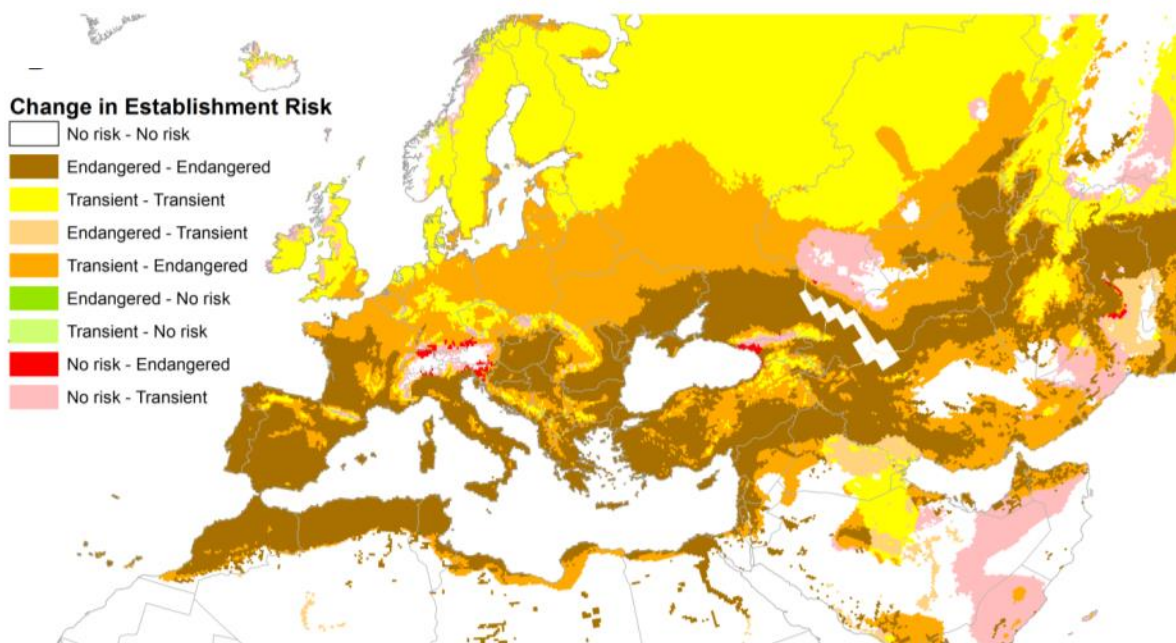 Change in Establishment Risk
No risk - No risk
Endangered - Endangered
Transient - Transient
Endangered - Transient
Transient - Endangered
Endangered - No risk
Transient - No risk
No risk - Endangered
No risk - Transient